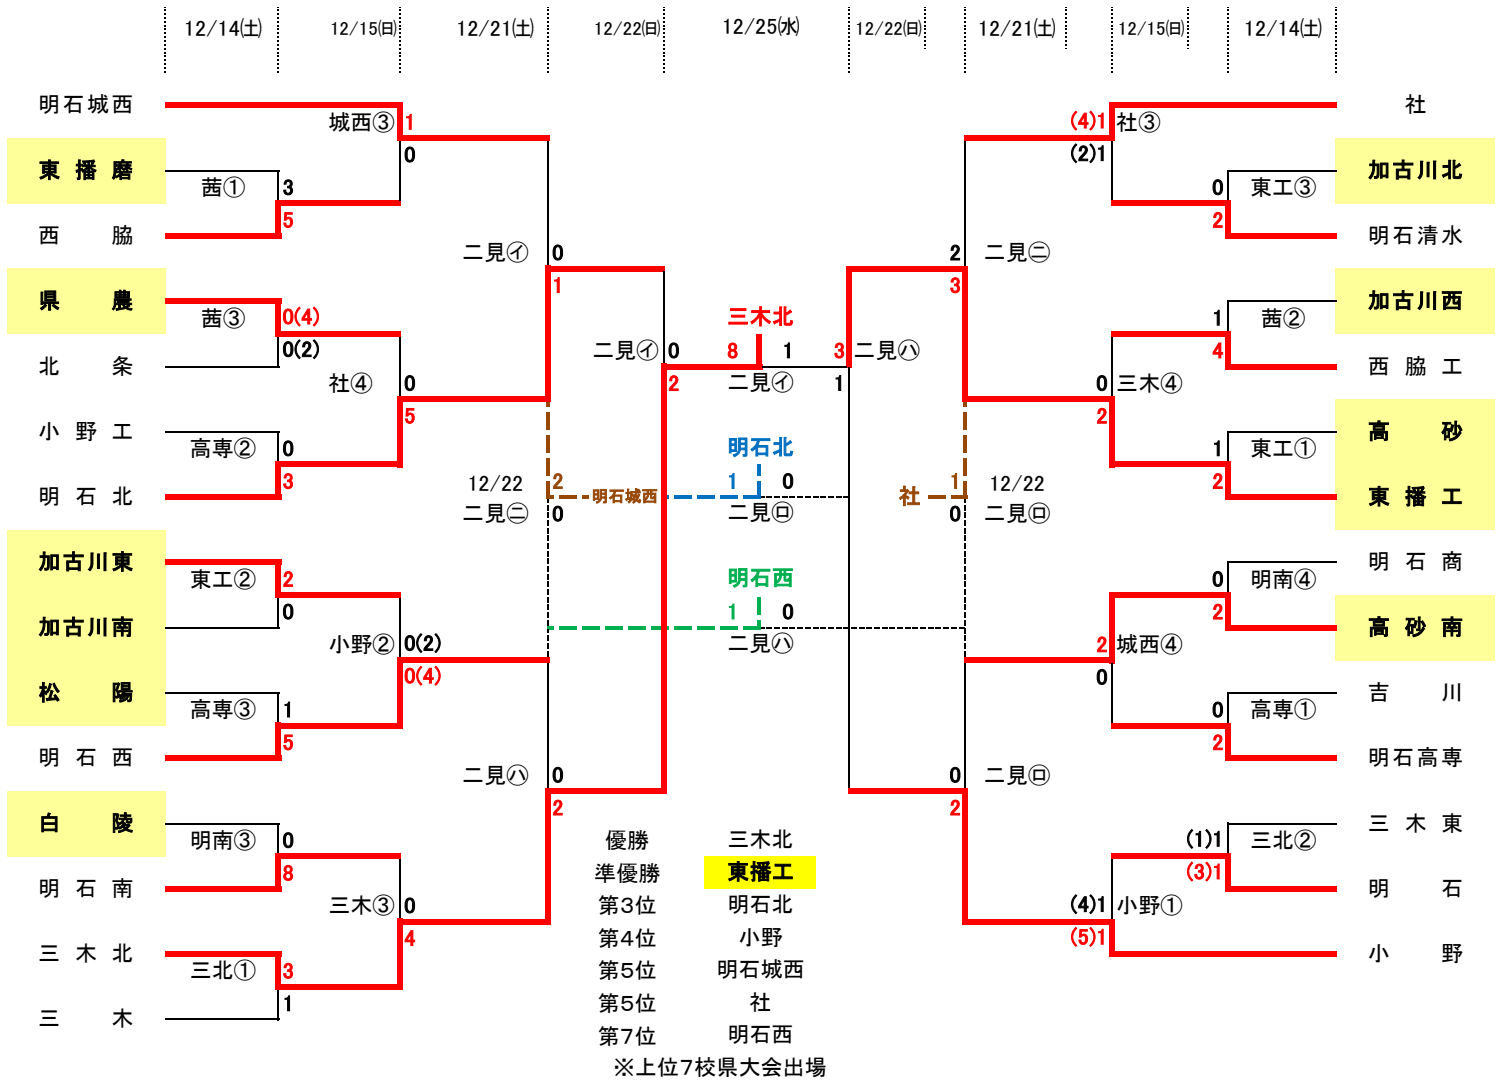 12/14㈯ 12/15㈰ 12/21㈯ 12/22㈰ 12/25㈬ 12/22㈰ 12/21㈯ 12/15㈰ 12/14㈯
明石城西 社
城西③ 1 (4)1 社③
0 (2)1
東播磨 加古川北
茜① 3 0 東工③
5 2
西脇 明石清水
二見㋑ 0 2 二見㊁
1 3
県農 加古川西
茜③ 0(4) 1 茜②
三木北
0(2) 4
二見㋑ 0 8 1 3 二見㋩
北条 西脇工
社④ 0 2 二見㋑ 1 0 三木④
5 2
小野工 高砂
高専② 0 明石北 1 東工①
3 2
12/22 2 1 0 1 12/22
明石北 明石城西 社 東播工
二見㊁ 0 二見㋺ 0 二見㋺
加古川東 明石商
東工② 2 明石西 0 明南④
0 1 0 2
加古川南 高砂南
小野② 0(2) 二見㋩ 2 城西④
0(4) 0
松陽 吉川
高専③ 1 0 高専①
5 2
明石西 明石高専
二見㋩ 0 0 二見㋺
2 2
白陵 三木東
明南③ 0 優勝 三木北 (1)1 三北②
8 準優勝 東播工 (3)1
明石南 明石
三木③ 0 第3位 明石北 (4)1 小野①
4 第4位 小野 (5)1
三木北 小野
三北① 3 第5位 明石城西
1 第5位 社
三木
第7位 明石西
※上位7校県大会出場